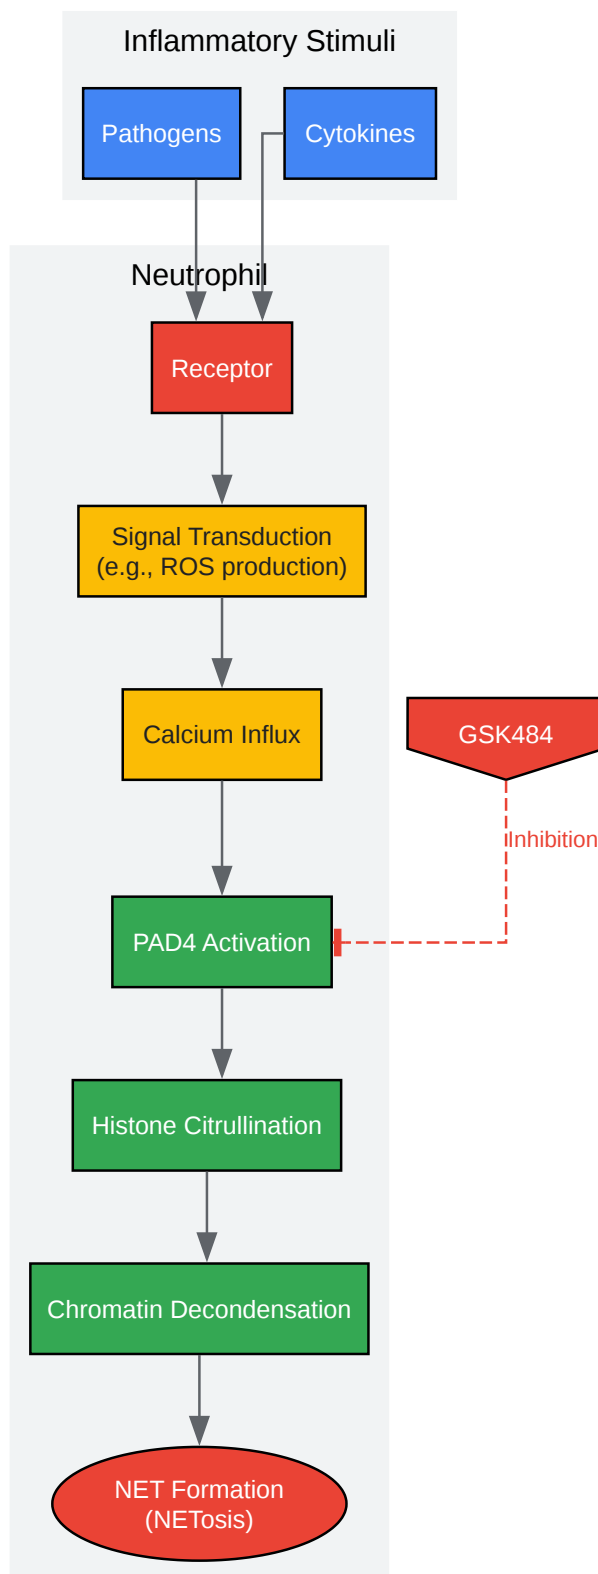 Inflammatory Stimuli
Pathogens
Cytokines
Neutrophil
Receptor
Signal Transduction
(e.g., ROS production)
Calcium Influx
GSK484
Inhibition
PAD4 Activation
Histone Citrullination
Chromatin Decondensation
NET Formation
(NETosis)